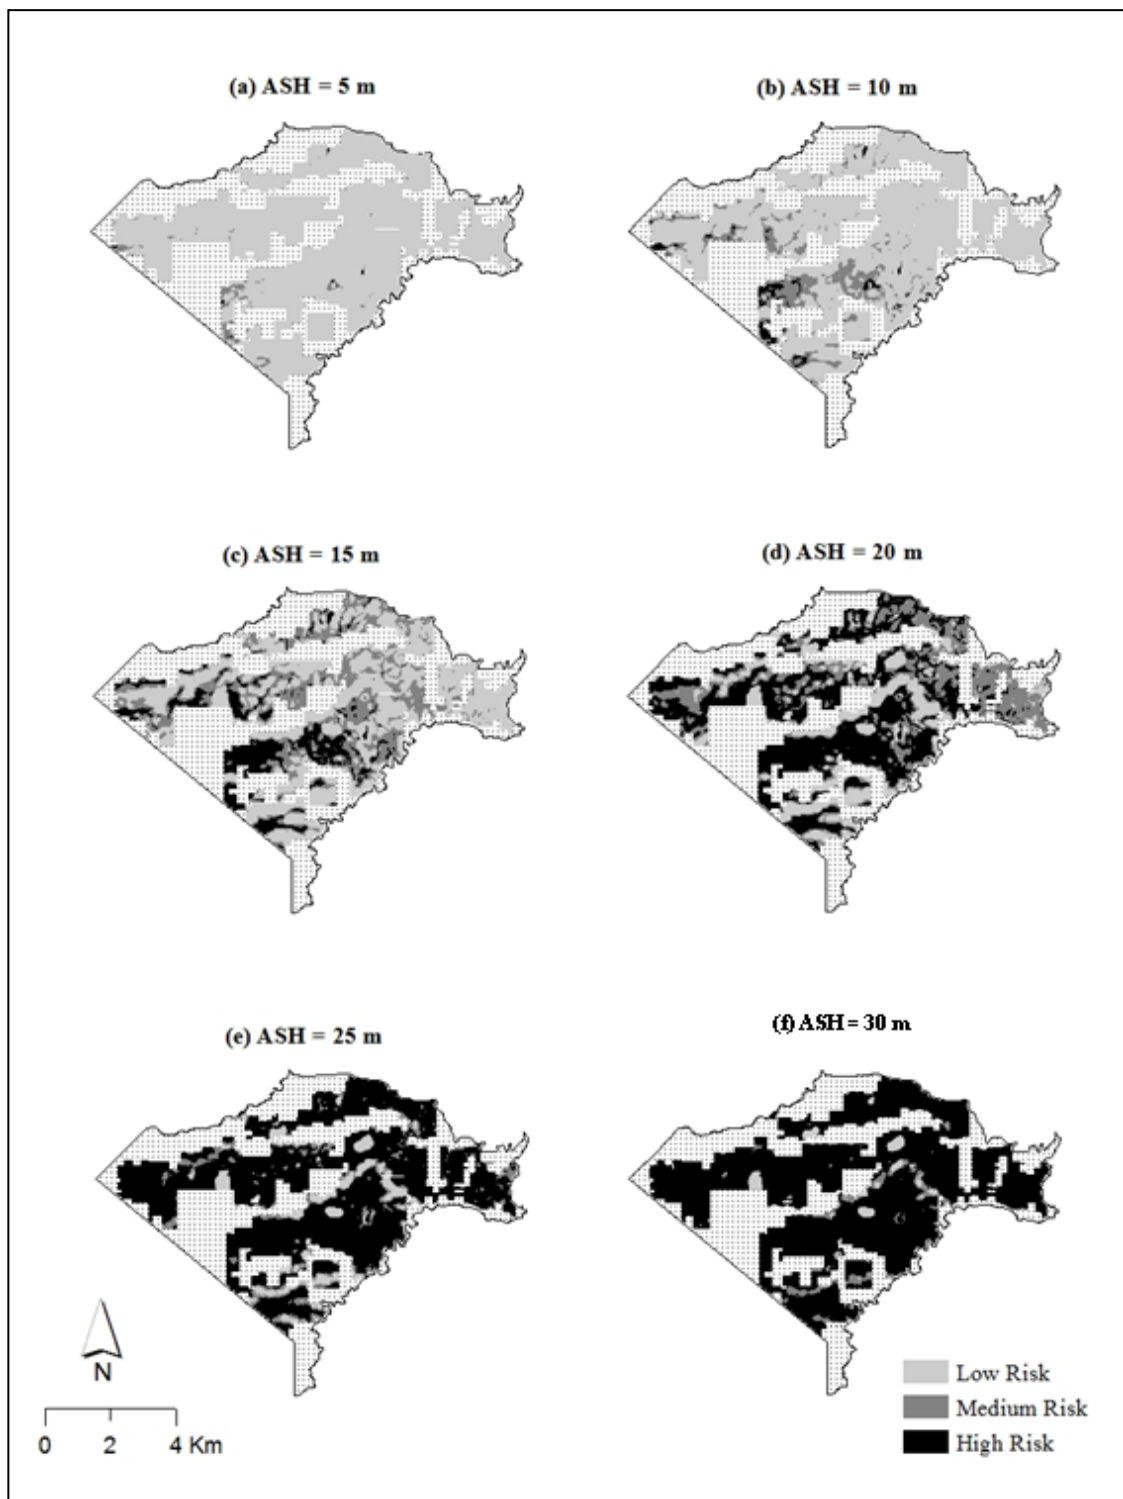 (a) ASH = 5 m
(b) ASH = 10 m
(c) ASH = 15 m
(d) ASH = 20 m
(e) ASH = 25 m
(f) ASH = 30 m
N
0 2 4 Km
Low Risk
Medium Risk
High Risk